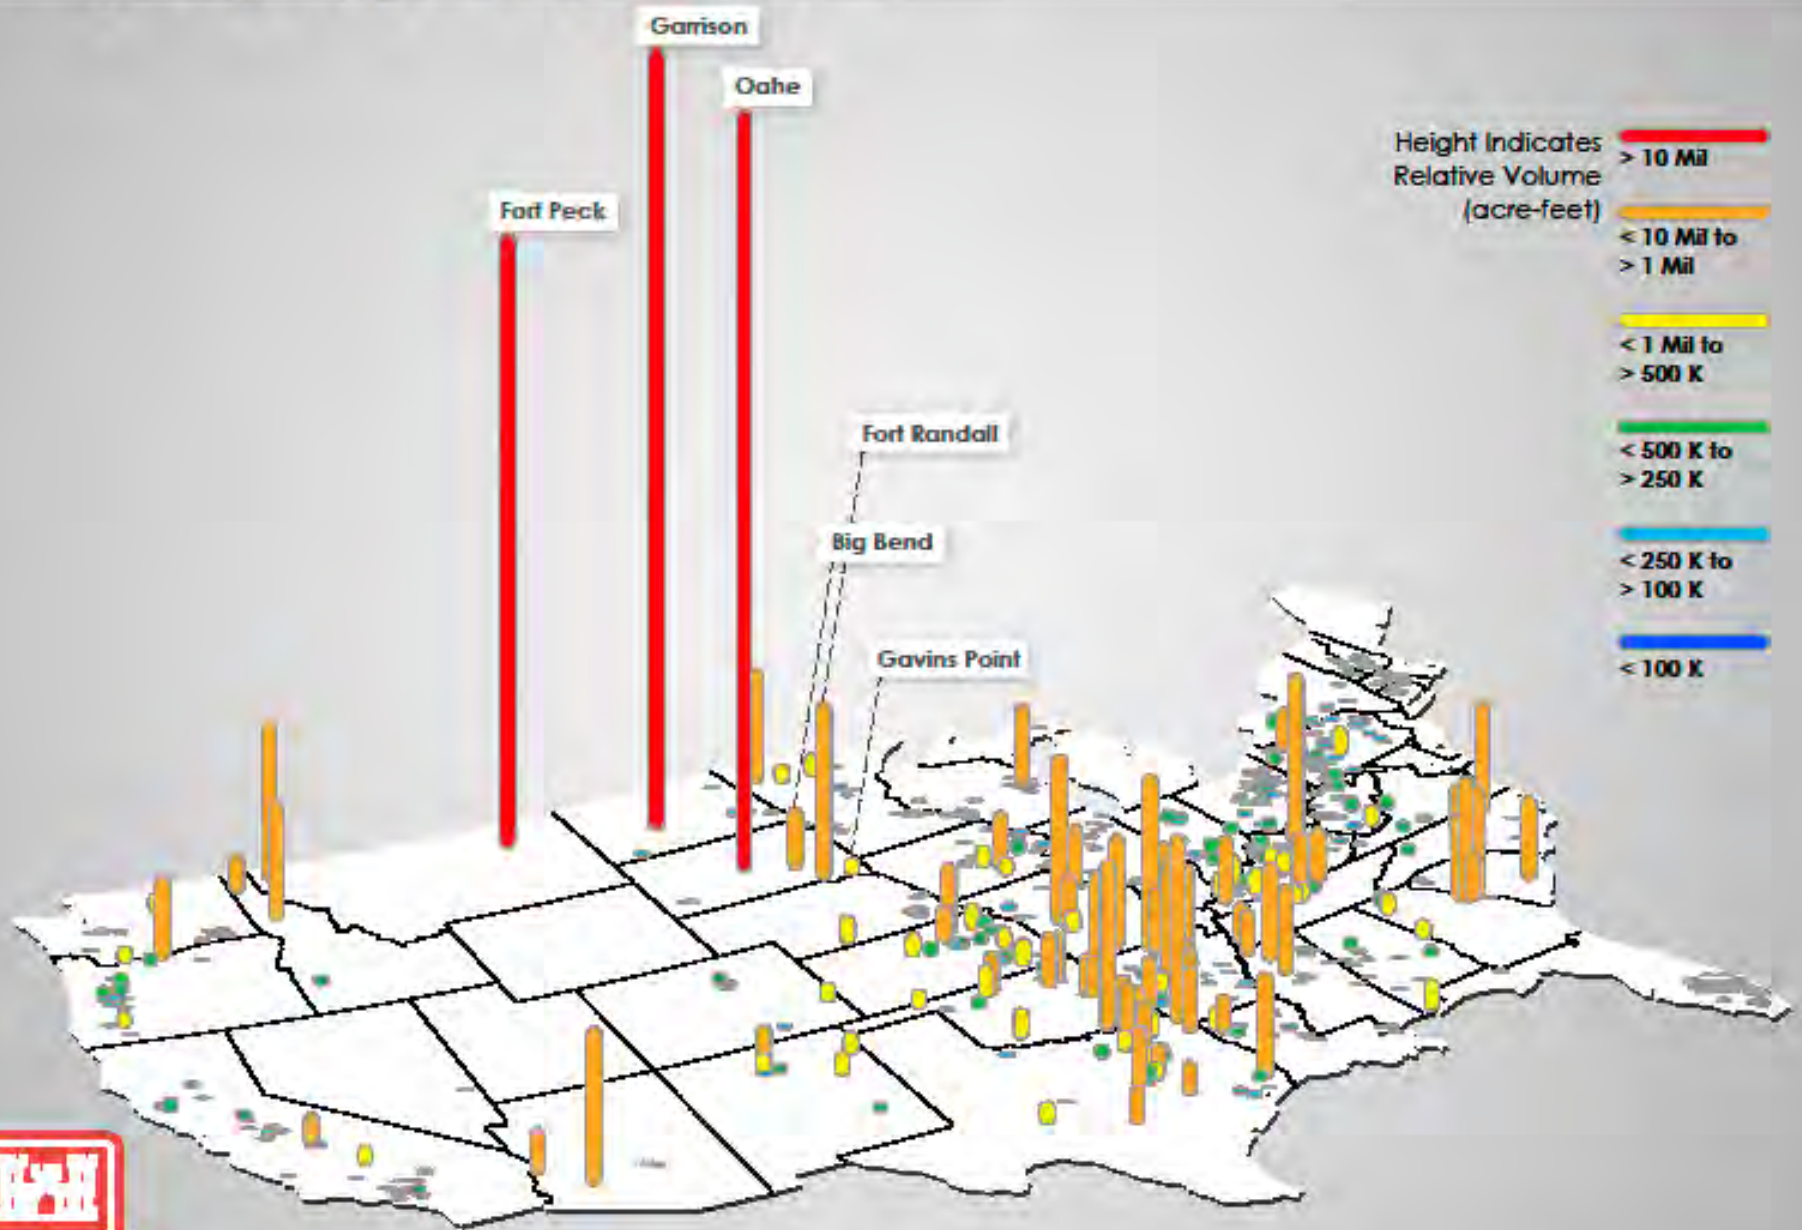 Garrison
Oahe
Fort Peck
Fort Randall
Big Bend
Gavins Point
Height Indicates
Relative Volume
(acre-feet)
> 10 Mil
< 10 Mil to
> 1 Mil
< 1 Mil to
> 500 K
< 500 K to
> 250 K
< 250 K to
> 100 K
< 100 K